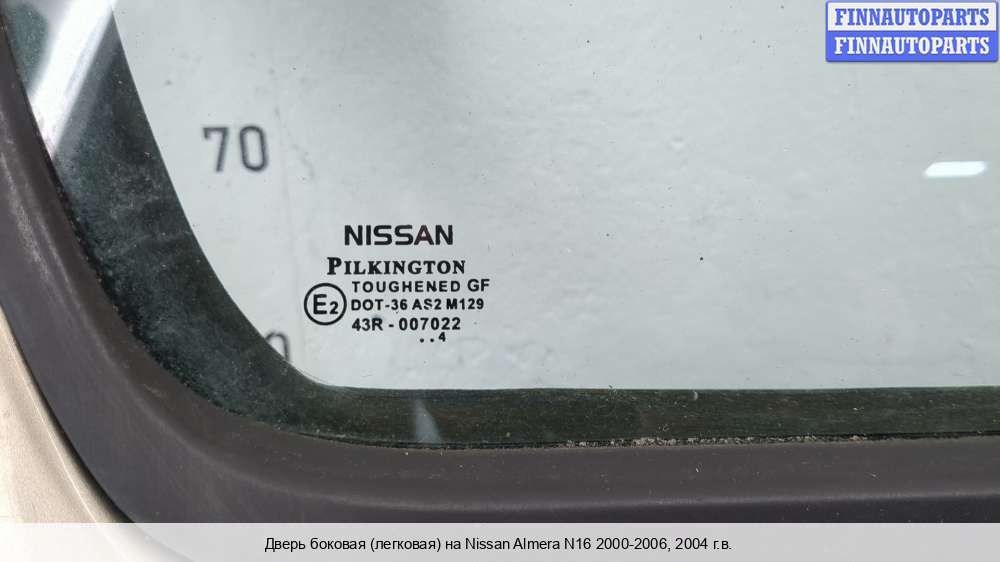 FINNAUTOPARTS
FINNAUTOPARTS
70
NISSAN
PILKINGTON
TOUGHENED GF
E2 DOT-36 AS2 M129
43R - 007022
..4
Дверь боковая (легковая) на Nissan Almera N16 2000-2006, 2004 г.в.